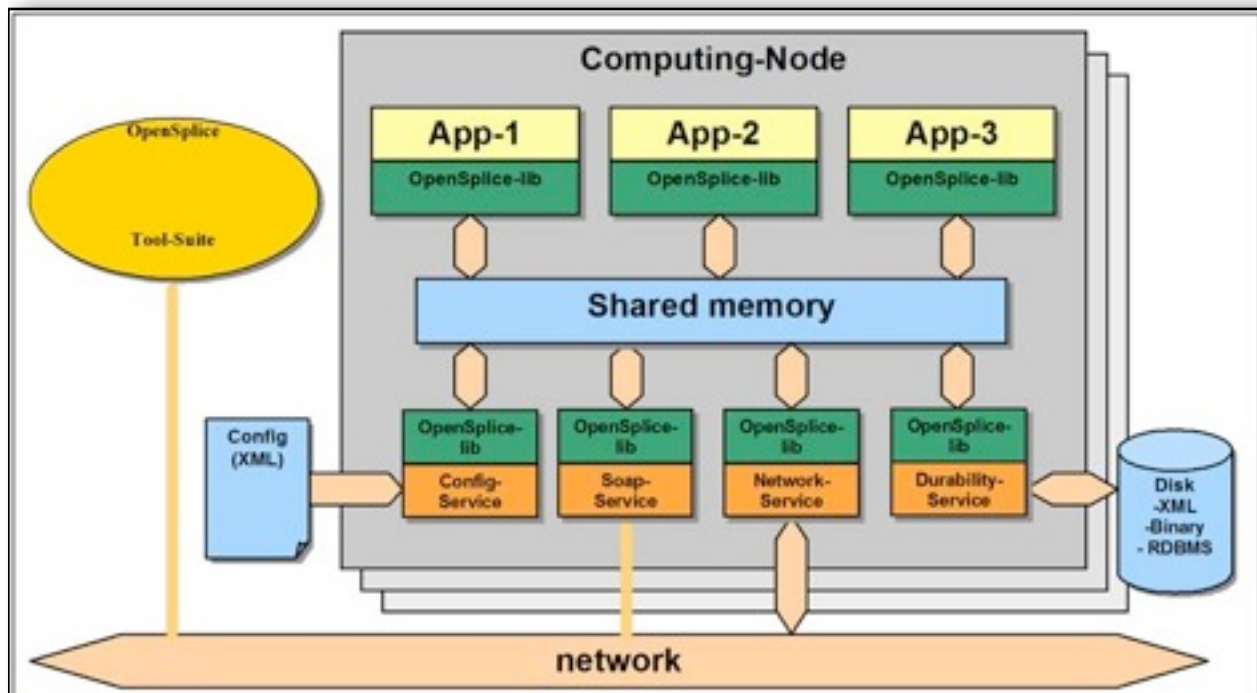 Computing-Node
OpenSplice
Tool-Suite
App-1
OpenSplice-lib
App-2
OpenSplice-lib
App-3
OpenSplice-lib
Shared memory
Config
(XML)
OpenSplice-
lib
Config-
Service
OpenSplice-
lib
Soap-
Service
OpenSplice-
lib
Network-
Service
OpenSplice-
lib
Durability-
Service
Disk
-XML
-Binary
- RDBMS
network